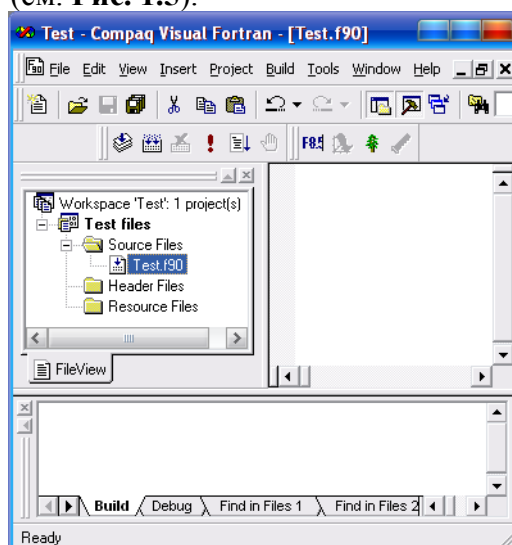 (см. Рис. 1.5).
Test - Compaq Visual Fortran - [Test.f90]
File Edit View Insert Project Build Tools Window Help
F8.5
Workspace 'Test': 1 project(s)
Test files
Source Files
Test.f90
Header Files
Resource Files
FileView
Build Debug Find in Files 1 Find in Files 2
Ready